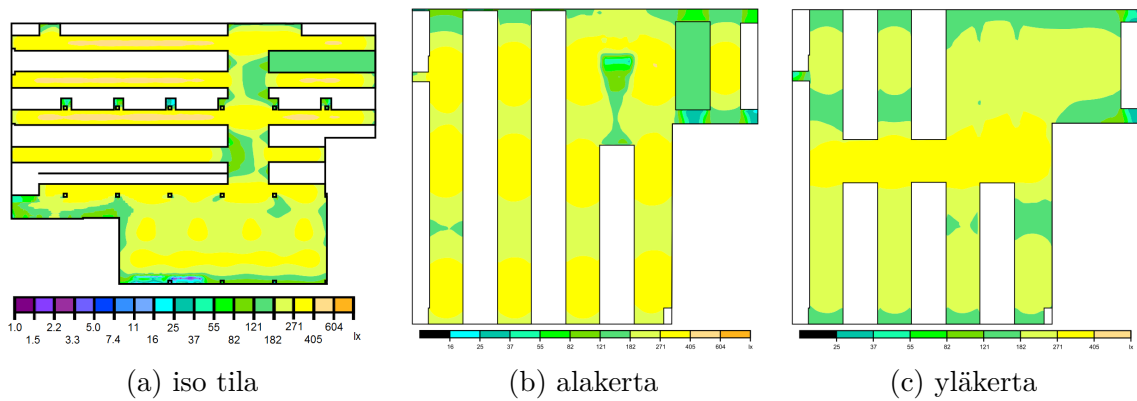 1.0 2.2 5.0 11 25 55 121 271 604 lx
1.5 3.3 7.4 16 37 82 182 405
16 25 37 55 82 121 182 271 405 604 lx
25 37 55 82 121 182 271 405 lx
(a) iso tila
(b) alakerta
(c) yläkerta